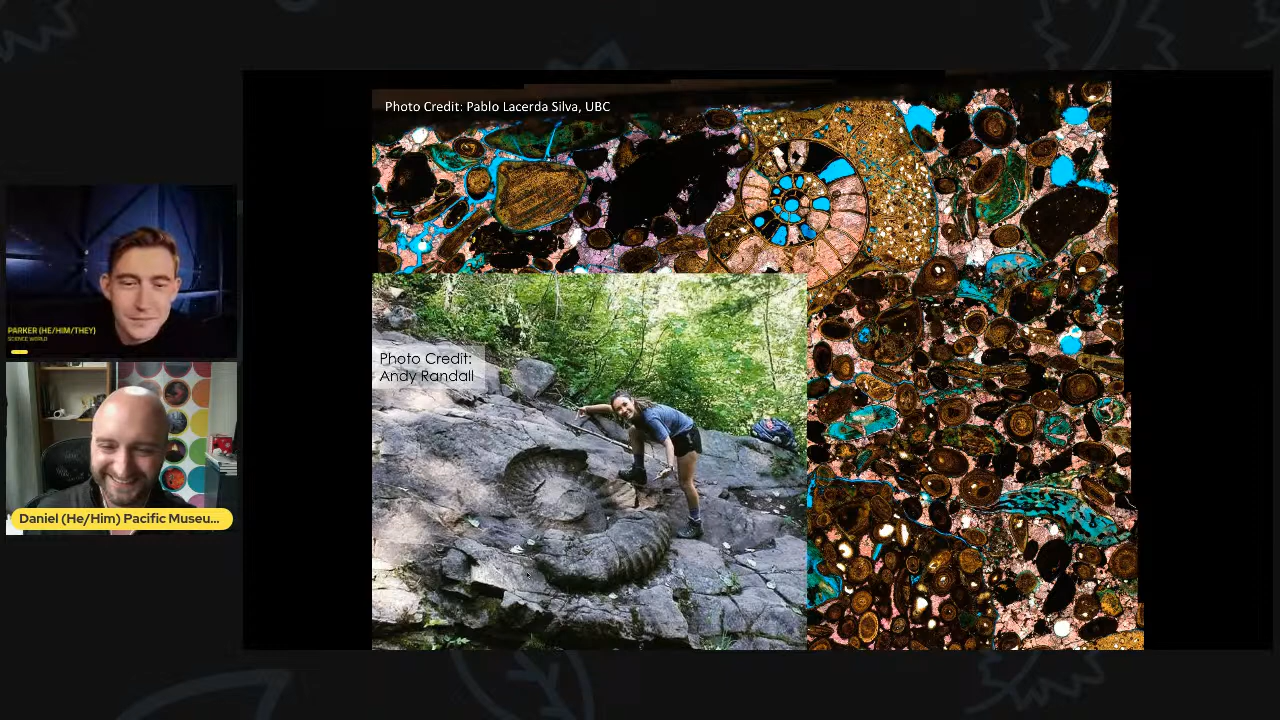 Photo Credit: Pablo Lacerda Silva, UBC
PARKER (HE/HIM/THEY)
SCIENCE WORLD
Photo Credit:
Andy Randall
Daniel (He/Him) Pacific Museu...